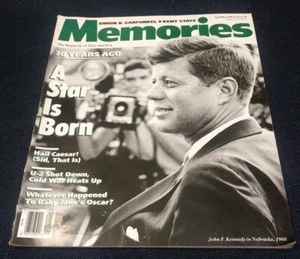 SIMON & GARFUNKEL • KENT STATE
Memories
The Magazine of Then and Now
30 YEARS AGO
A
Star
Is
Born
Hail Caesar!
(Sid, That Is)
U-2 Shot Down,
Cold War Heats Up
Whatever Happened
To Baby Jane's Oscar?
John F. Kennedy in Nebraska, 1960